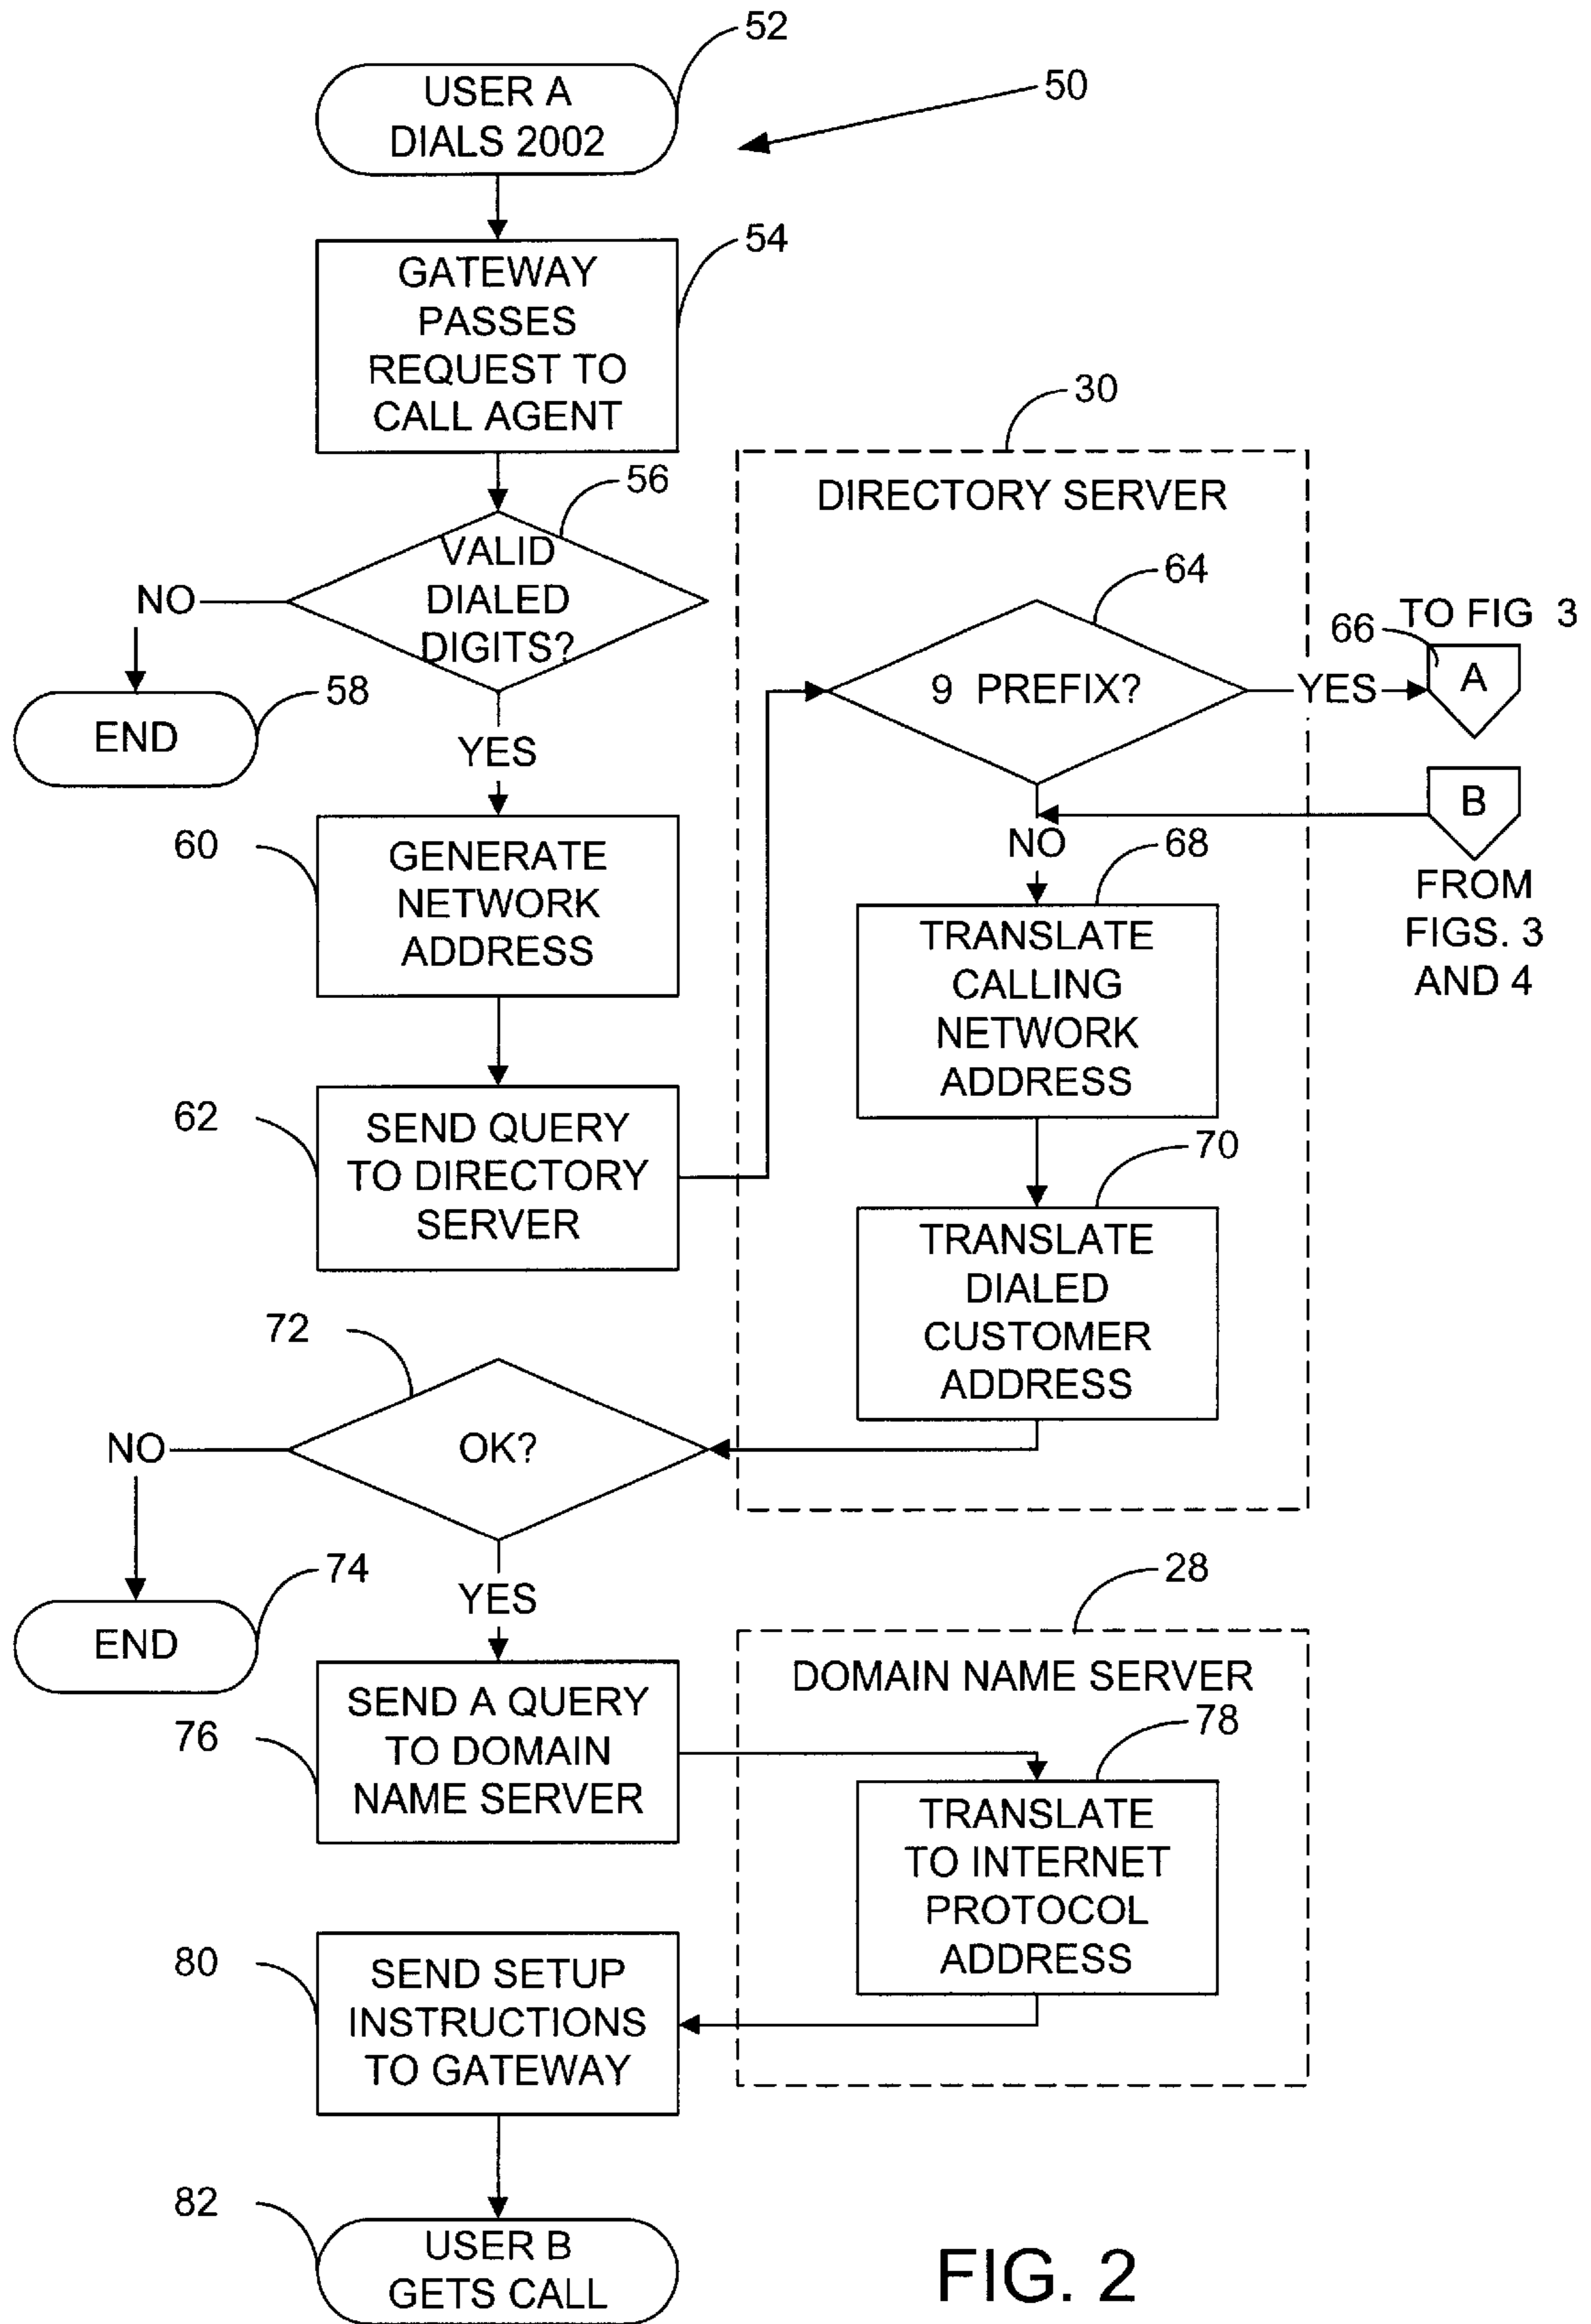 52
USER A
DIALS 2002
50
54
GATEWAY
PASSES
REQUEST TO
CALL AGENT
30
56
DIRECTORY SERVER
VALID
DIALED
DIGITS?
NO
64
TO FIG 3
66
A
9 PREFIX?
YES
58
END
YES
B
NO
68
FROM
FIGS. 3
AND 4
60
GENERATE
NETWORK
ADDRESS
TRANSLATE
CALLING
NETWORK
ADDRESS
62
SEND QUERY
TO DIRECTORY
SERVER
70
TRANSLATE
DIALED
CUSTOMER
ADDRESS
72
OK?
NO
74
END
YES
28
DOMAIN NAME SERVER
76
SEND A QUERY
TO DOMAIN
NAME SERVER
78
TRANSLATE
TO INTERNET
PROTOCOL
ADDRESS
80
SEND SETUP
INSTRUCTIONS
TO GATEWAY
82
USER B
GETS CALL
FIG. 2